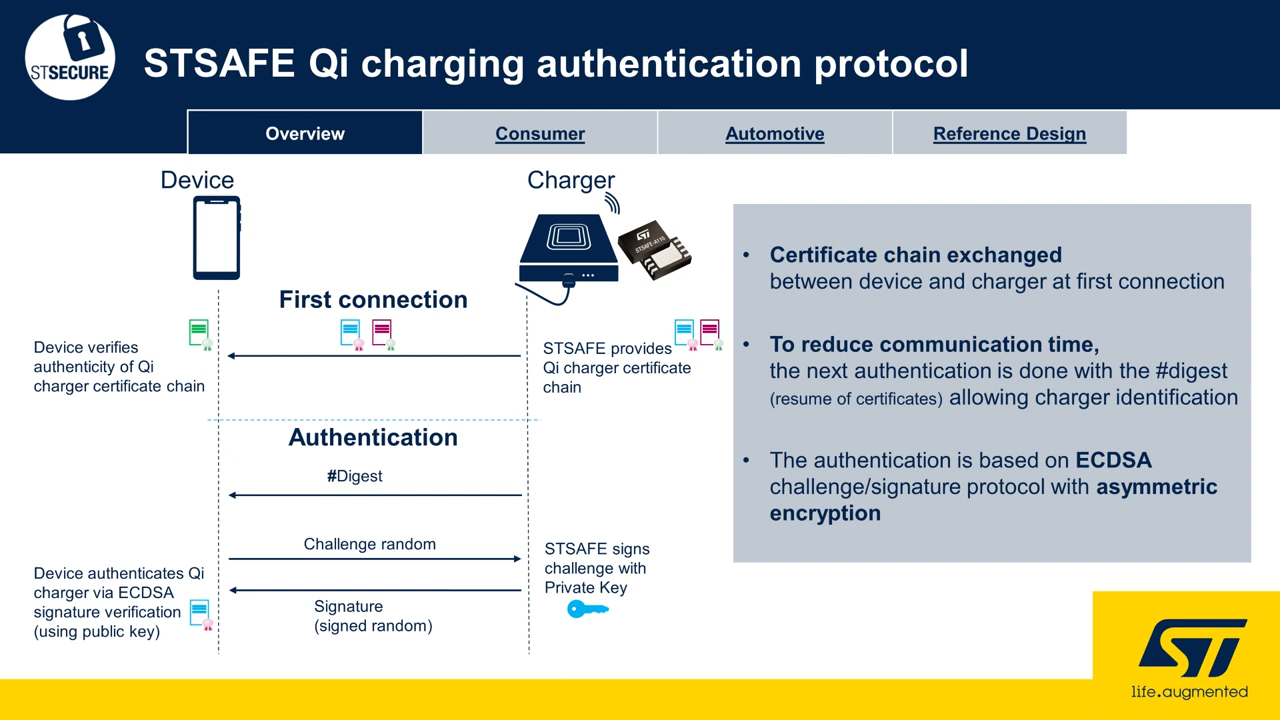 STSECURE
STSAFE Qi charging authentication protocol
Overview
Consumer
Automotive
Reference Design
Device
Charger
ST
STSAFE-A110
First connection
Device verifies
authenticity of Qi
charger certificate chain
STSAFE provides
Qi charger certificate
chain
Authentication
#Digest
Challenge random
STSAFE signs
challenge with
Private Key
Device authenticates Qi
charger via ECDSA
signature verification
(using public key)
Signature
(signed random)
• Certificate chain exchanged
between device and charger at first connection
• To reduce communication time,
the next authentication is done with the #digest
(resume of certificates) allowing charger identification
• The authentication is based on ECDSA
challenge/signature protocol with asymmetric
encryption
ST
life.augmented